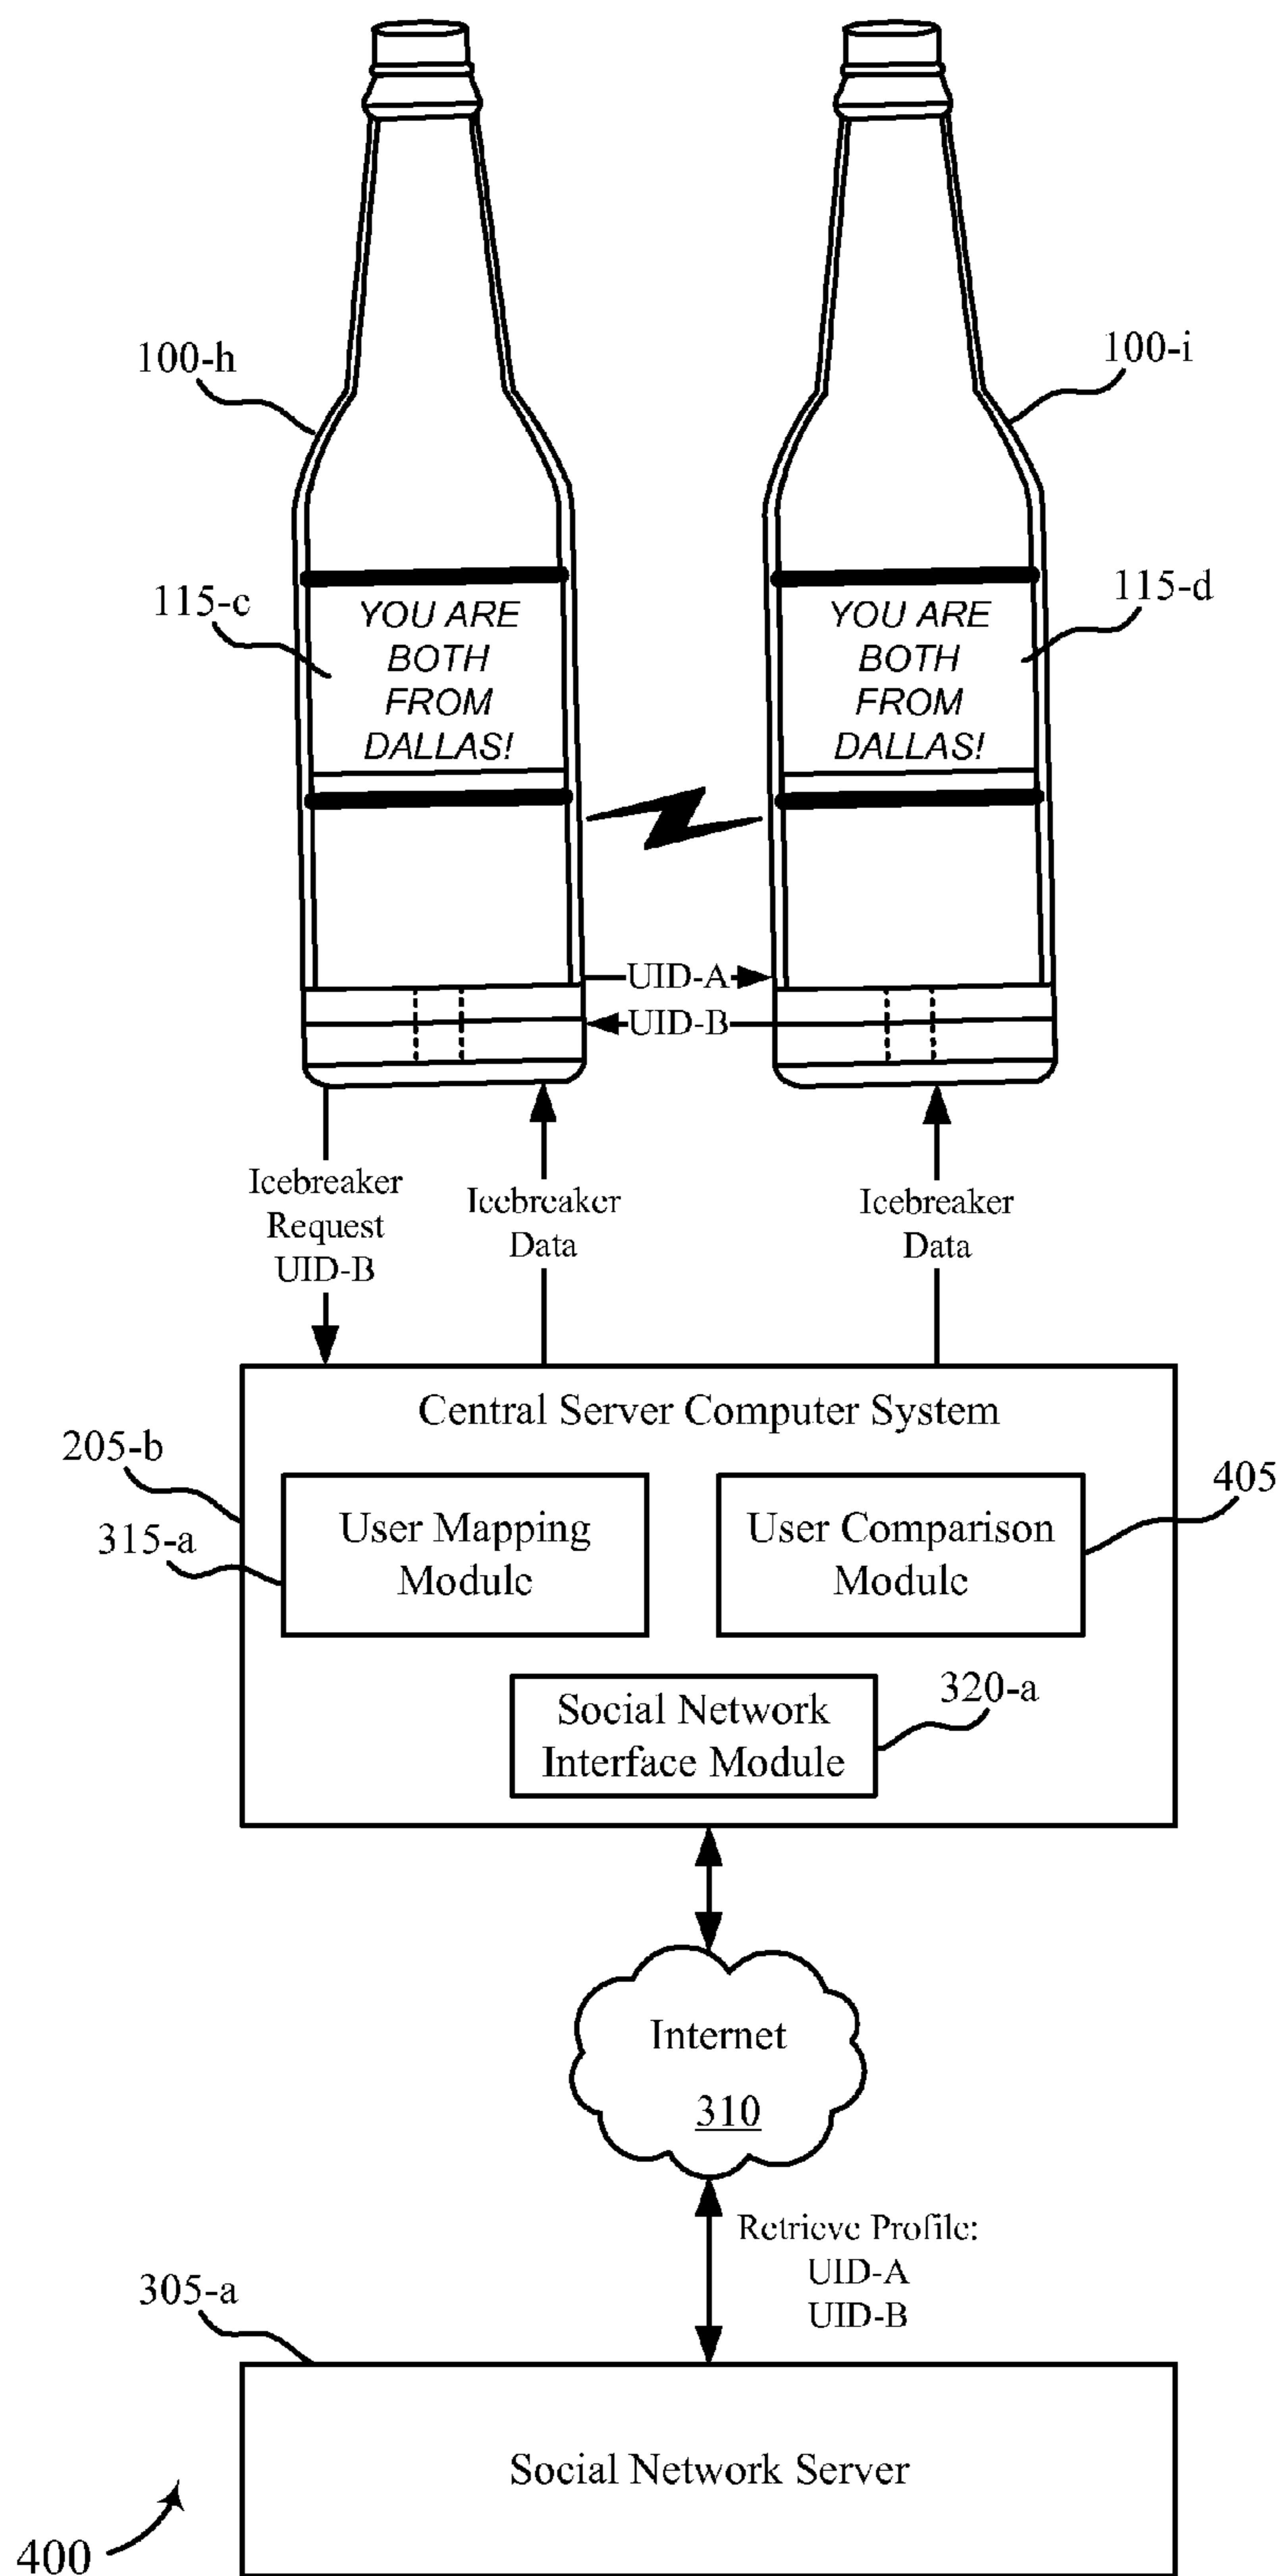 100-h
100-i
115-c
YOU ARE
BOTH
FROM
DALLAS!
YOU ARE
BOTH
FROM
DALLAS!
115-d
UID-A
UID-B
Icebreaker
Request
UID-B
Icebreaker
Data
Icebreaker
Data
Central Server Computer System
205-b
315-a
User Mapping
Module
User Comparison
Module
405
Social Network
Interface Module
320-a
Internet
310
Retrieve Profile:
UID-A
UID-B
305-a
Social Network Server
400